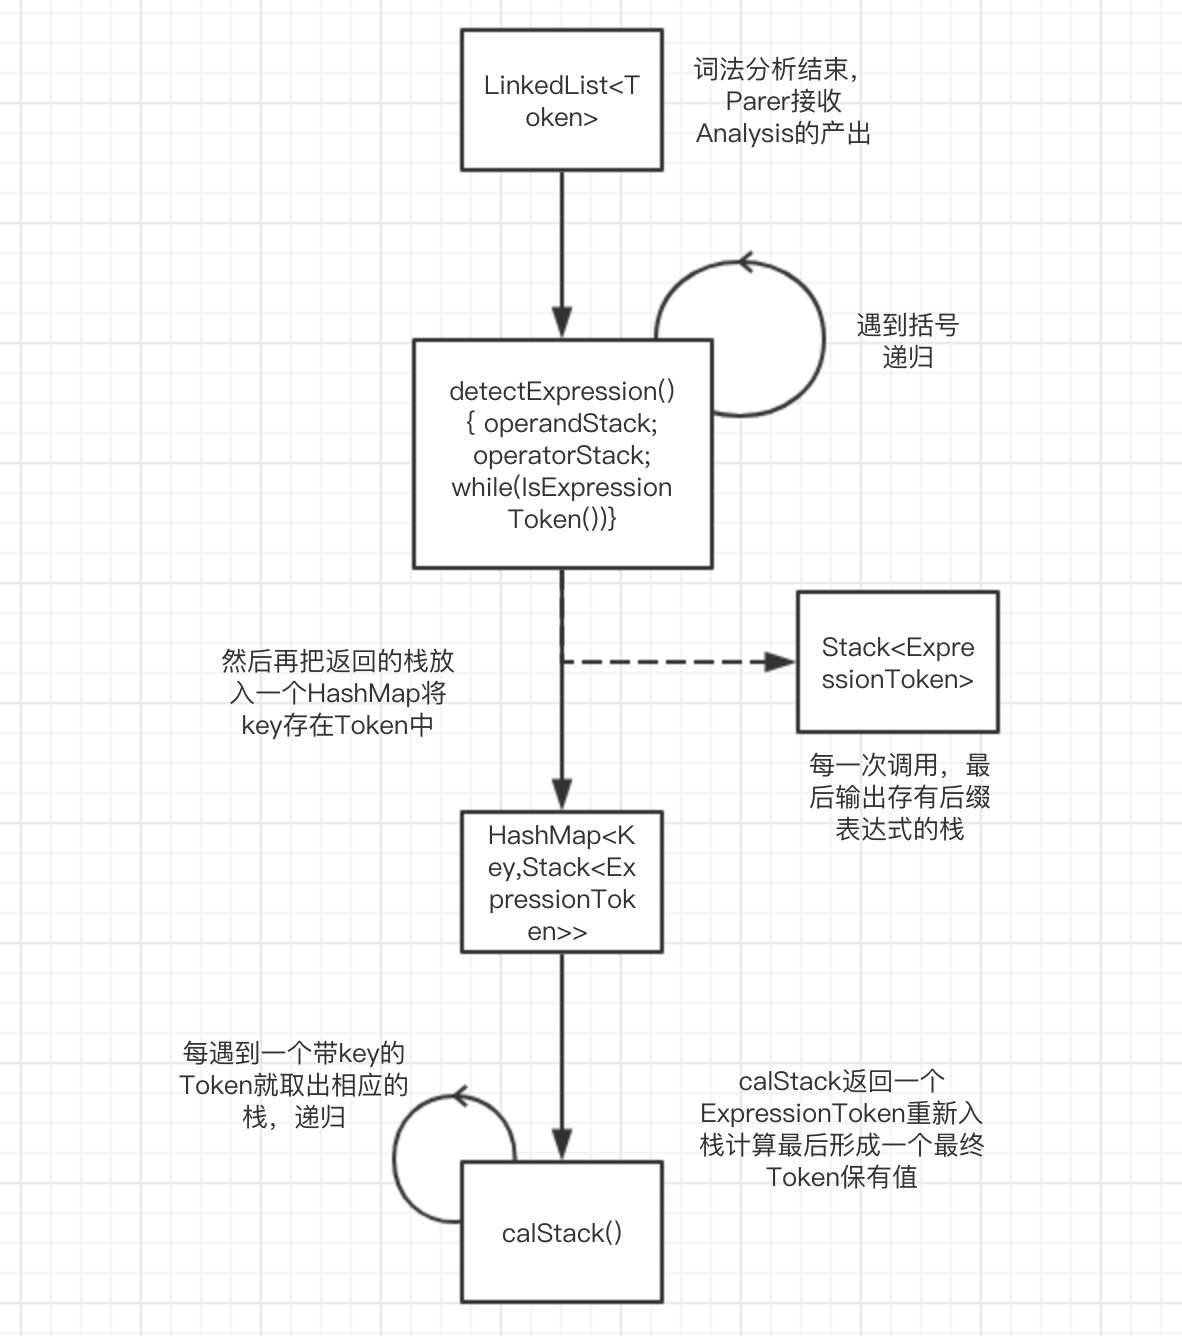 LinkedList<T
oken>
词法分析结束，
Parer接收
Analysis的产出
遇到括号
递归
detectExpression()
{ operandStack;
operatorStack;
while(IsExpression
Token())}
然后再把返回的栈放
入一个HashMap将
key存在Token中
Stack<Expre
ssionToken>
每一次调用，最
后输出存有后缀
表达式的栈
HashMap<K
ey,Stack<Ex
pressionTok
en>>
每遇到一个带key的
Token就取出相应的
栈，递归
calStack返回一个
ExpressionToken重新入
栈计算最后形成一个最终
Token保有值
calStack()